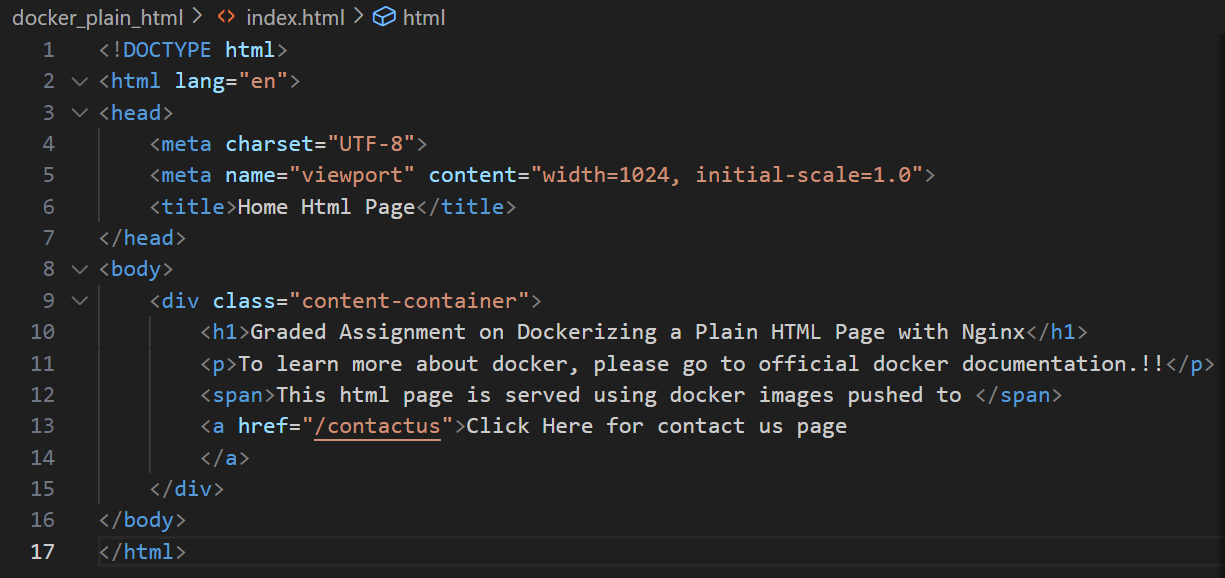 docker_plain_html > <> index.html > html
1 <!DOCTYPE html>
2 <html lang="en">
3 <head>
4 <meta charset="UTF-8">
5 <meta name="viewport" content="width=1024, initial-scale=1.0">
6 <title>Home Html Page</title>
7 </head>
8 <body>
9 <div class="content-container">
10 <h1>Graded Assignment on Dockerizing a Plain HTML Page with Nginx</h1>
11 <p>To learn more about docker, please go to official docker documentation.!!</p>
12 <span>This html page is served using docker images pushed to </span>
13 <a href="/contactus">Click Here for contact us page
14 </a>
15 </div>
16 </body>
17 </html>